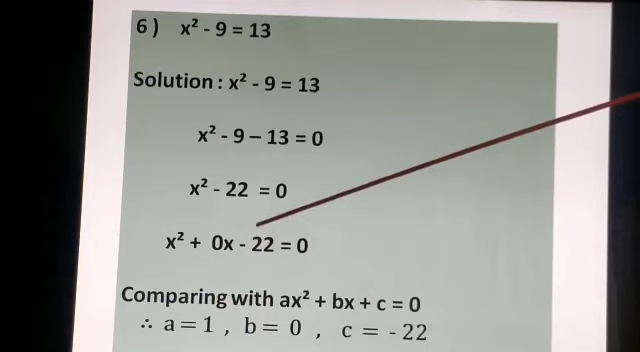 6) x² - 9 = 13
Solution : x² - 9 = 13
x² - 9 – 13 = 0
x² - 22 = 0
x² + 0x - 22 = 0
Comparing with ax² + bx + c = 0
∴ a = 1 , b = 0 , c = - 22